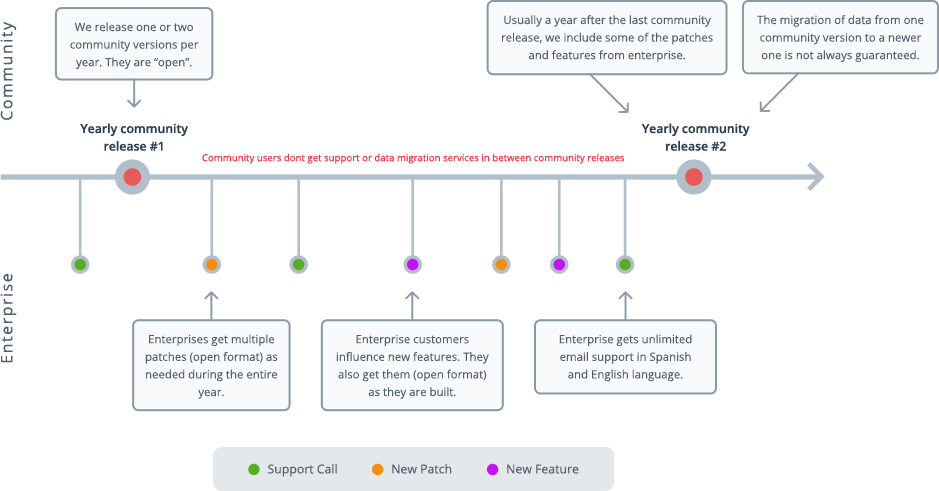 Community
We release one or two
community versions per
year. They are “open”.
Usually a year after the last community
release, we include some of the patches
and features from enterprise.
The migration of data from one
community version to a newer
one is not always guaranteed.
Yearly community
release #1
Yearly community
release #2
Community users dont get support or data migration services in between community releases
Enterprise
Enterprises get multiple
patches (open format) as
needed during the entire
year.
Enterprise customers
influence new features. They
also get them (open format)
as they are built.
Enterprise gets unlimited
email support in Spanish
and English language.
Support Call
New Patch
New Feature